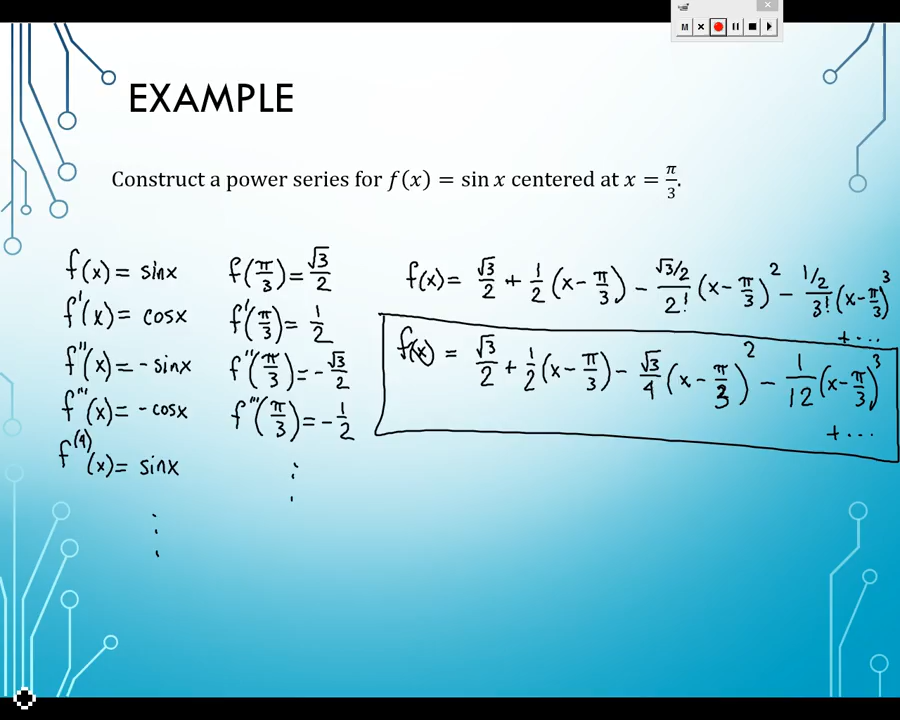 M
EXAMPLE
Construct a power series for f(x) = sin x centered at x = π/3.
f(x) = sinx
f'(x) = cosx
f''(x) = - sinx
f'''(x) = - cosx
f⁽⁴⁾(x) = sinx
⋮
f(π/3) = √3/2
f'(π/3) = 1/2
f''(π/3) = - √3/2
f'''(π/3) = - 1/2
⋮
f(x) = √3/2 + 1/2 (x - π/3) - (√3/2)/2! (x - π/3)² - (1/2)/3! (x - π/3)³
+ ...
f(x) = √3/2 + 1/2 (x - π/3) - √3/4 (x - π/3)² - 1/12 (x - π/3)³
+ ...